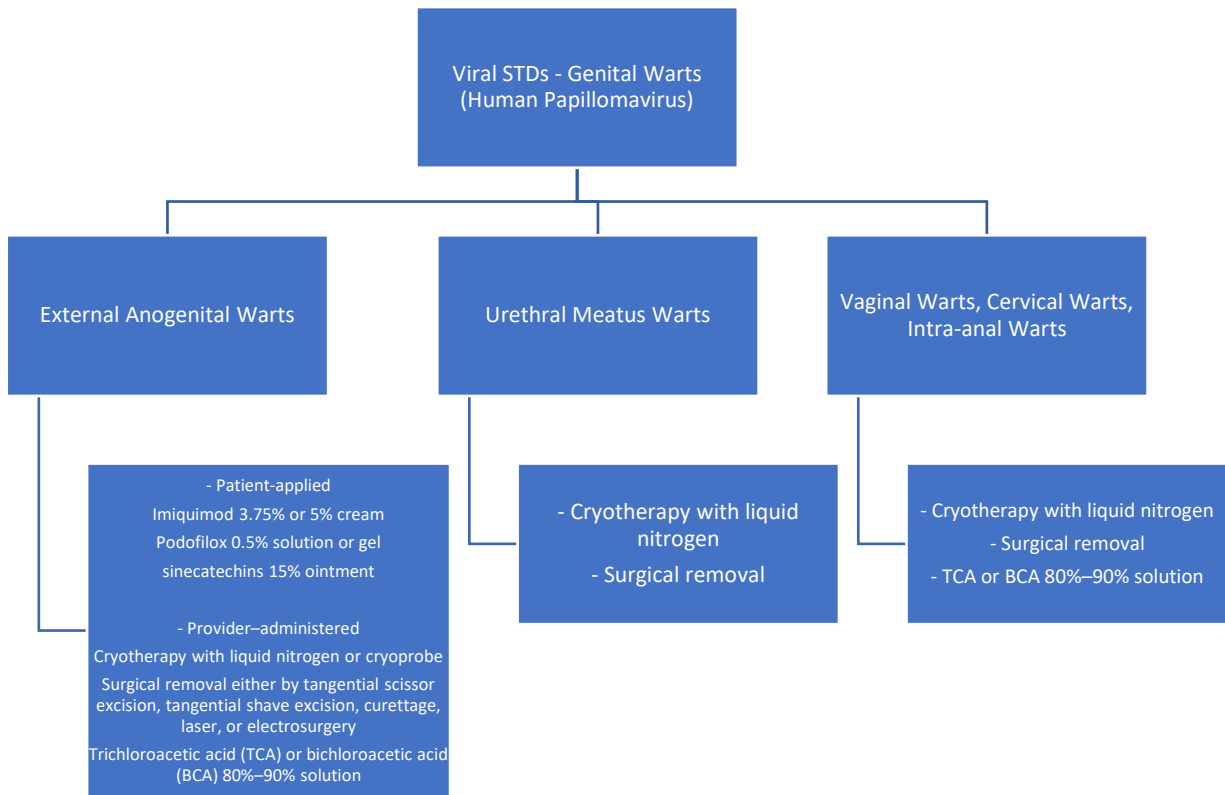 Viral STDs - Genital Warts
(Human Papillomavirus)
External Anogenital Warts
Urethral Meatus Warts
Vaginal Warts, Cervical Warts,
Intra-anal Warts
- Patient-applied
Imiquimod 3.75% or 5% cream
Podofilox 0.5% solution or gel
sinecatechins 15% ointment
- Provider–administered
Cryotherapy with liquid nitrogen or cryoprobe
Surgical removal either by tangential scissor
excision, tangential shave excision, curettage,
laser, or electrosurgery
Trichloroacetic acid (TCA) or bichloroacetic acid
(BCA) 80%–90% solution
- Cryotherapy with liquid
nitrogen
- Surgical removal
- Cryotherapy with liquid nitrogen
- Surgical removal
- TCA or BCA 80%–90% solution